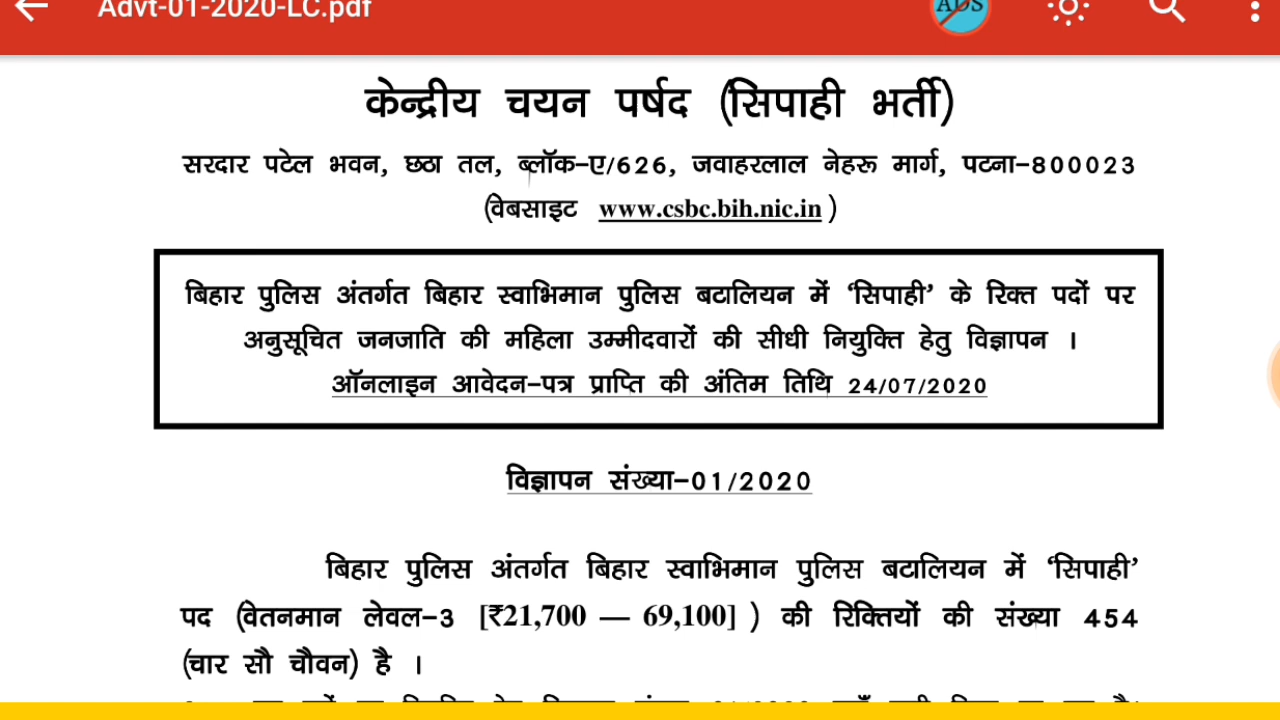 Advt-01-2020-LC.pdf
ADS
केन्द्रीय चयन पर्षद (सिपाही भर्ती)
सरदार पटेल भवन, छठा तल, ब्लॉक–ए/626, जवाहरलाल नेहरू मार्ग, पटना–800023
(वेबसाइट www.csbc.bih.nic.in )
बिहार पुलिस अंतर्गत बिहार स्वाभिमान पुलिस बटालियन में ‘सिपाही’ के रिक्त पदों पर
अनुसूचित जनजाति की महिला उम्मीदवारों की सीधी नियुक्ति हेतु विज्ञापन ।
ऑनलाइन आवेदन–पत्र प्राप्ति की अंतिम तिथि 24/07/2020
विज्ञापन संख्या–01/2020
बिहार पुलिस अंतर्गत बिहार स्वाभिमान पुलिस बटालियन में ‘सिपाही’
पद (वेतनमान लेवल–3 [₹21,700 — 69,100] ) की रिक्तियों की संख्या 454
(चार सौ चौवन) है ।